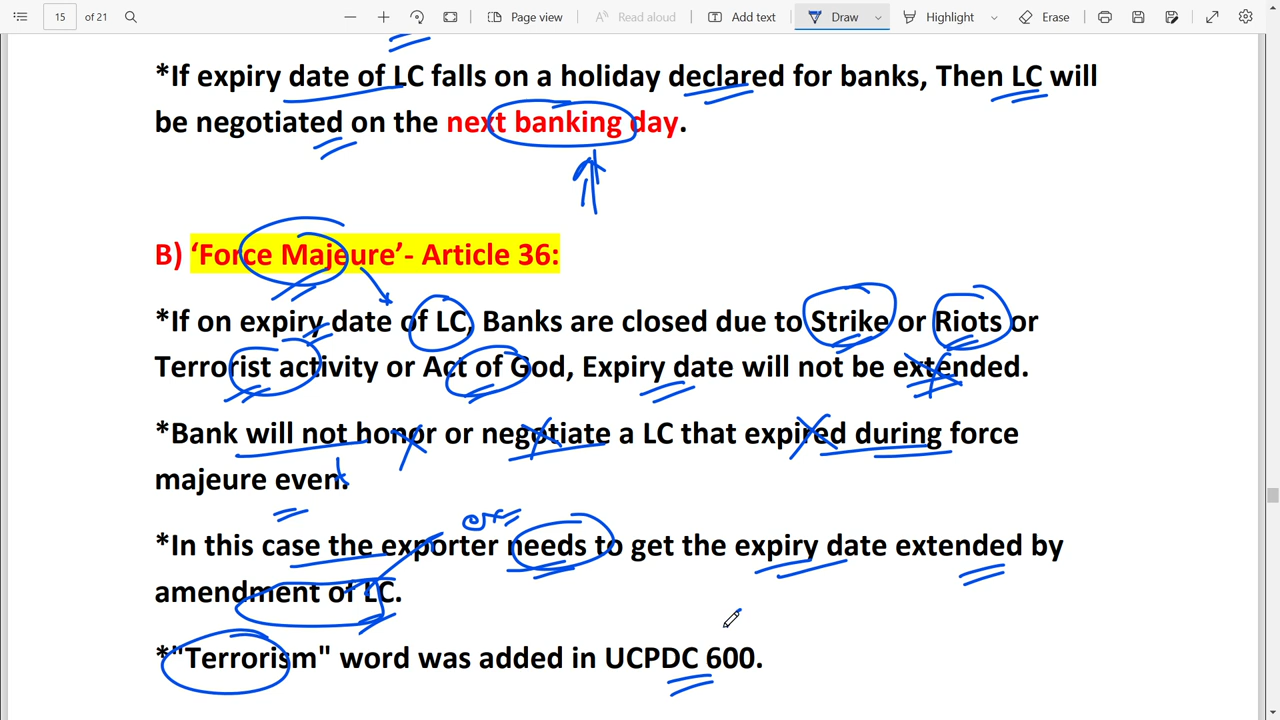 15 of 21
Page view
Read aloud
Add text
Draw
Highlight
Erase
*If expiry date of LC falls on a holiday declared for banks, Then LC will
be negotiated on the next banking day.
B) ‘Force Majeure’- Article 36:
*If on expiry date of LC, Banks are closed due to Strike or Riots or
Terrorist activity or Act of God, Expiry date will not be extended.
*Bank will not honor or negotiate a LC that expired during force
majeure even.
*In this case the exporter needs to get the expiry date extended by
amendment of LC.
*"Terrorism" word was added in UCPDC 600.